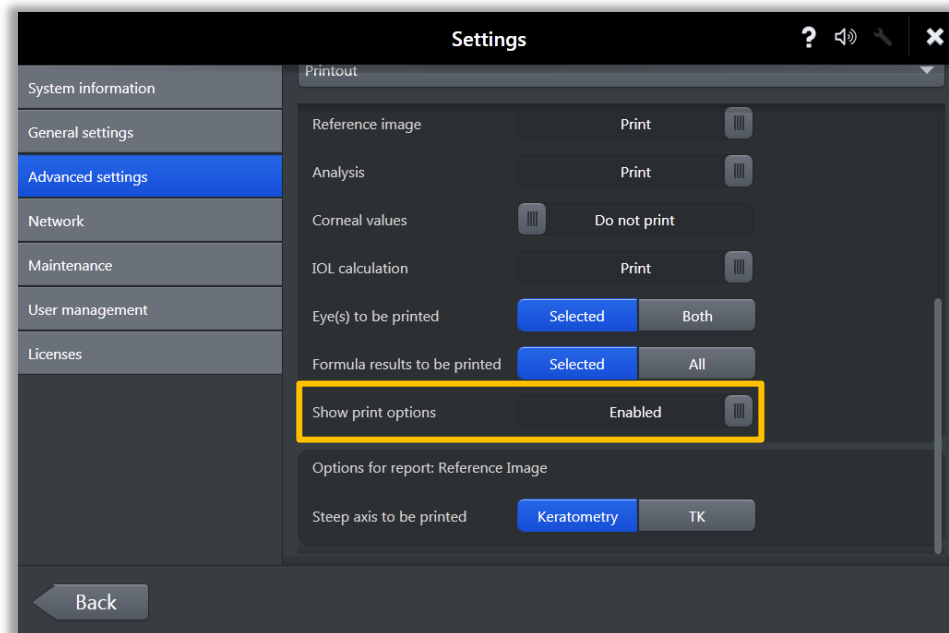 Settings
?
System information
General settings
Advanced settings
Network
Maintenance
User management
Licenses
Printout
Reference image Print
Analysis Print
Corneal values Do not print
IOL calculation Print
Eye(s) to be printed Selected Both
Formula results to be printed Selected All
Show print options Enabled
Options for report: Reference Image
Steep axis to be printed Keratometry TK
Back